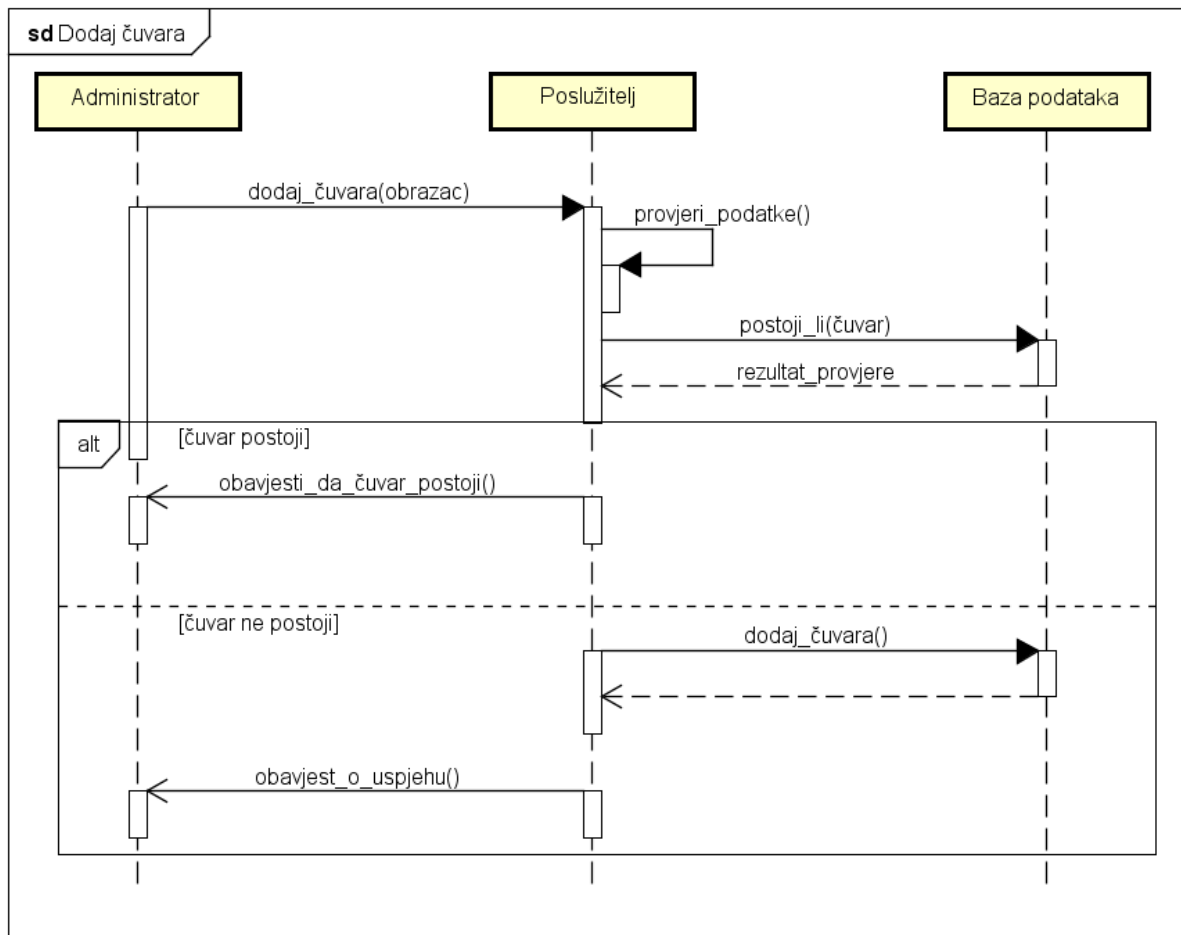 sd Dodaj čuvara
Administrator
Poslužitelj
Baza podataka
dodaj_čuvara(obrazac)
provjeri_podatke()
postoji_li(čuvar)
rezultat_provjere
alt
[čuvar postoji]
obavjesti_da_čuvar_postoji()
[čuvar ne postoji]
dodaj_čuvara()
obavjest_o_uspjehu()